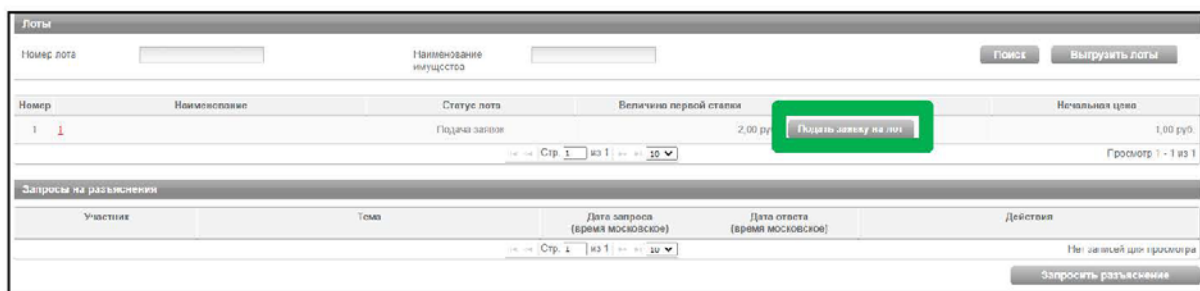 Лоты
Номер лота Наименование имущества Поиск Выгрузить лоты
Номер Наименование Статус лота Величина первой ставки Начальная цена
1 1 Подача заявок 2,00 ру Подать заявку на лот 1,00 руб.
Стр. 1 из 1 10 Просмотр 1 - 1 из 1
Запросы на разъяснения
Участник Тема Дата запроса (время московское) Дата ответа (время московское) Действия
Стр. 1 из 1 10 Нет записей для просмотра
Запросить разъяснение